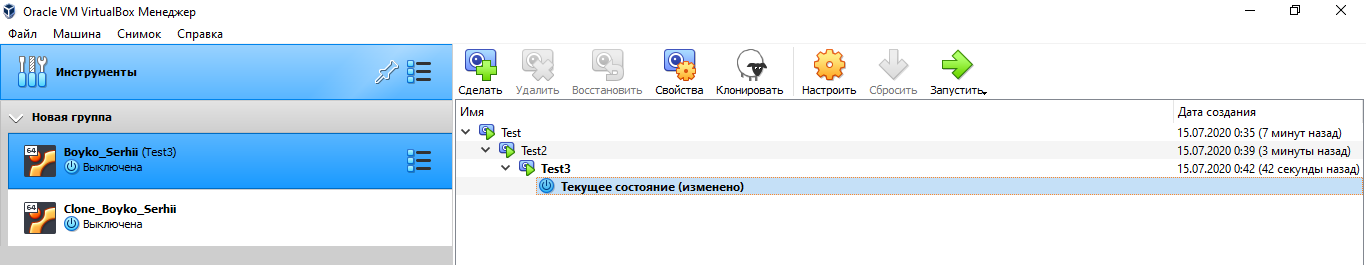 Oracle VM VirtualBox Менеджер
Файл Машина Снимок Справка
Инструменты
Сделать Удалить Восстановить Свойства Клонировать Настроить Сбросить Запустить
Имя Дата создания
Новая группа
Test 15.07.2020 0:35 (7 минут назад)
64 Boyko_Serhii (Test3)
Выключена
Test2 15.07.2020 0:39 (3 минуты назад)
Test3 15.07.2020 0:42 (42 секунды назад)
Текущее состояние (изменено)
64 Clone_Boyko_Serhii
Выключена